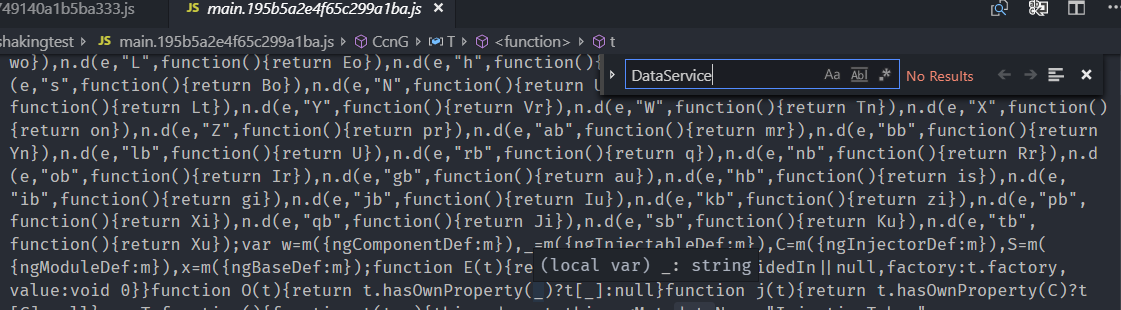 749140a1b5ba333.js JS main.195b5a2e4f65c299a1ba.js ×
shakingtest > JS main.195b5a2e4f65c299a1ba.js > CcnG > T > <function> > t
wo}),n.d(e,"L",function(){return Eo}),n.d(e,"h",function(){
DataService Aa Abl .* No Results
(e,"s",function(){return Bo}),n.d(e,"N",function(){return U
function(){return Lt}),n.d(e,"Y",function(){return Vr}),n.d(e,"W",function(){return Tn}),n.d(e,"X",function()
{return on}),n.d(e,"Z",function(){return pr}),n.d(e,"ab",function(){return mr}),n.d(e,"bb",function(){return
Yn}),n.d(e,"lb",function(){return U}),n.d(e,"rb",function(){return q}),n.d(e,"nb",function(){return Rr}),n.d
(e,"ob",function(){return Ir}),n.d(e,"gb",function(){return au}),n.d(e,"hb",function(){return is}),n.d(e,
"ib",function(){return gi}),n.d(e,"jb",function(){return Iu}),n.d(e,"kb",function(){return zi}),n.d(e,"pb",
function(){return Xi}),n.d(e,"qb",function(){return Ji}),n.d(e,"sb",function(){return Ku}),n.d(e,"tb",
function(){return Xu});var w=m({ngComponentDef:m}),_=m({ngInjectableDef:m}),C=m({ngInjectorDef:m}),S=m(
{ngModuleDef:m}),x=m({ngBaseDef:m});function E(t){re (local var) _: string idedIn||null,factory:t.factory,
value:void 0}}function O(t){return t.hasOwnProperty(_)?t[_]:null}function j(t){return t.hasOwnProperty(C)?t